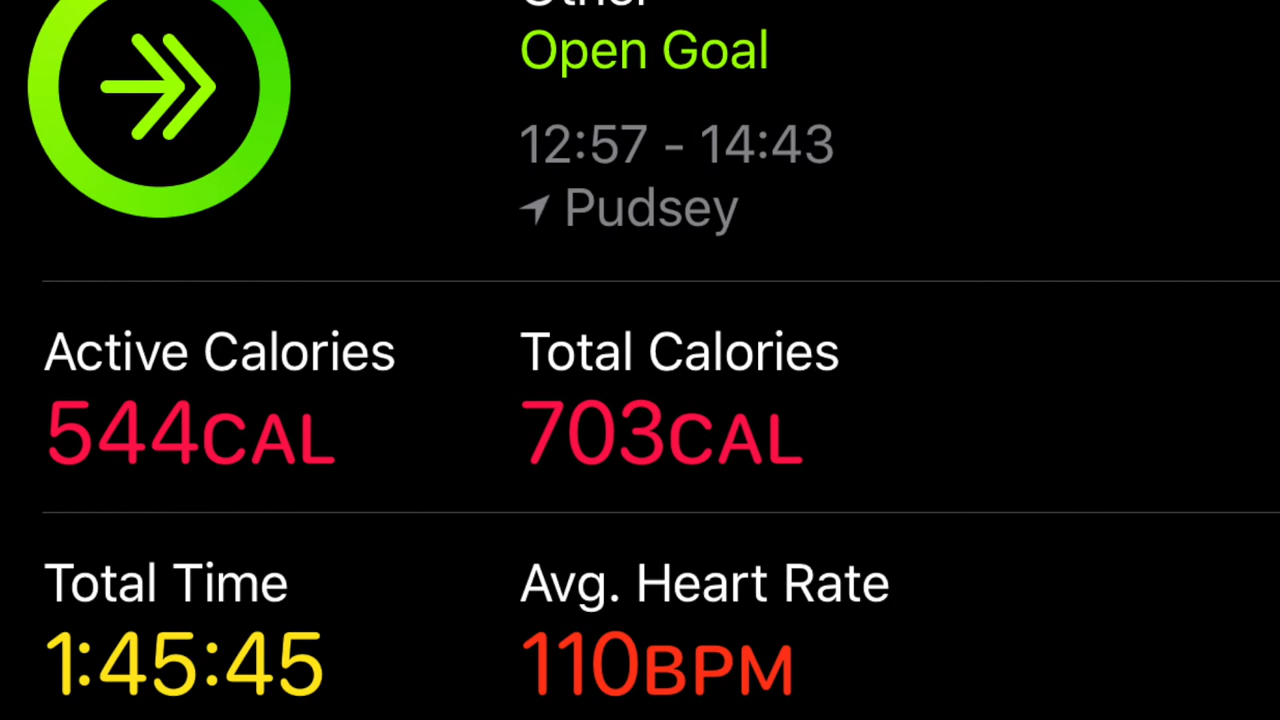 Other
Open Goal
12:57 - 14:43
Pudsey
Active Calories
Total Calories
544CAL
703CAL
Total Time
Avg. Heart Rate
1:45:45
110BPM